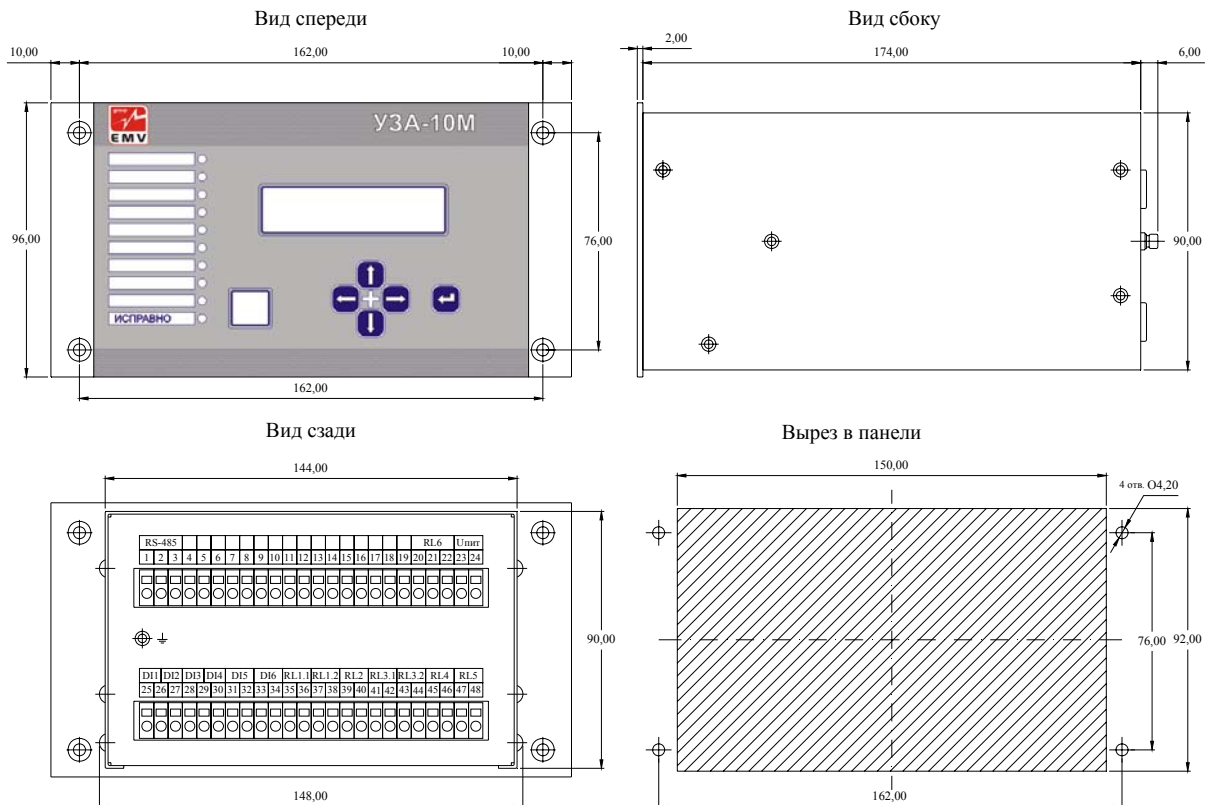 Вид спереди
10,00
162,00
10,00
96,00
76,00
group
EMV
УЗА-10М
ИСПРАВНО
162,00
Вид сбоку
2,00
174,00
6,00
90,00
Вид сзади
144,00
RS-485 RL6 Uпит
1 2 3 4 5 6 7 8 9 10 11 12 13 14 15 16 17 18 19 20 21 22 23 24
DI1 DI2 DI3 DI4 DI5 DI6 RL1.1 RL1.2 RL2 RL3.1 RL3.2 RL4 RL5
25 26 27 28 29 30 31 32 33 34 35 36 37 38 39 40 41 42 43 44 45 46 47 48
90,00
148,00
Вырез в панели
150,00
4 отв. O4,20
76,00
92,00
162,00